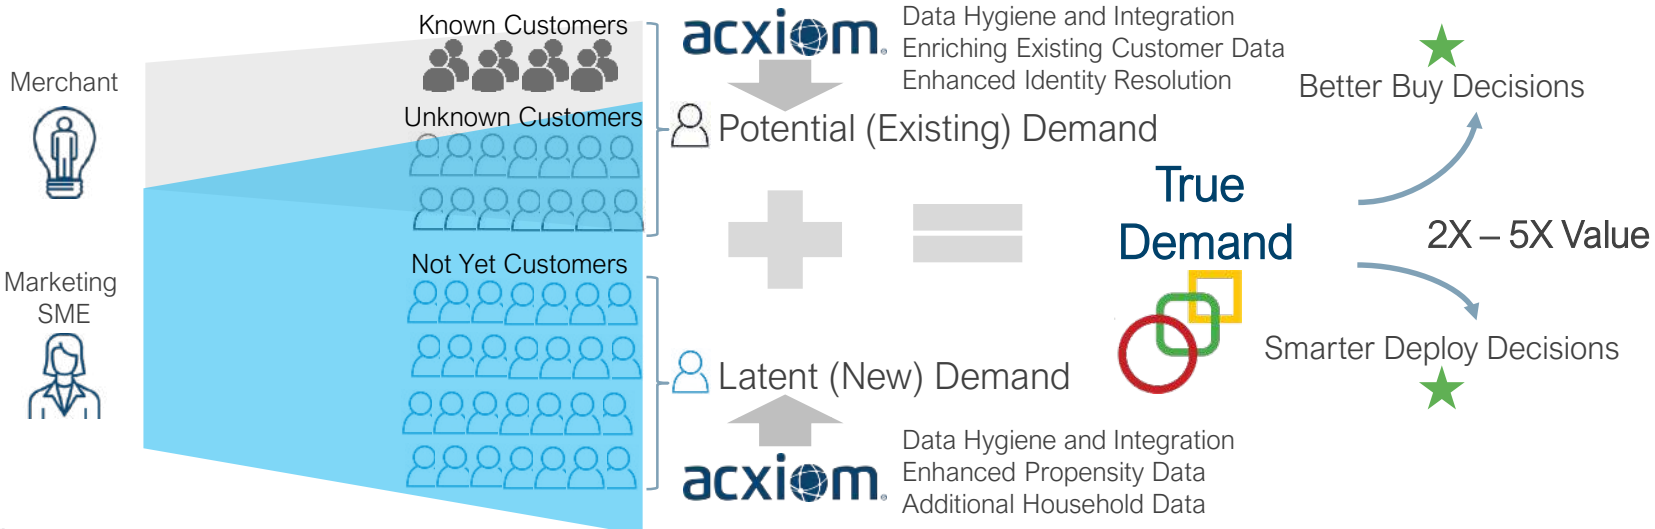 Merchant
Marketing
SME
Known Customers
Unknown Customers
Not Yet Customers
acxiom.
Data Hygiene and Integration
Enriching Existing Customer Data
Enhanced Identity Resolution
Potential (Existing) Demand
Latent (New) Demand
acxiom.
Data Hygiene and Integration
Enhanced Propensity Data
Additional Household Data
True
Demand
Better Buy Decisions
2X – 5X Value
Smarter Deploy Decisions